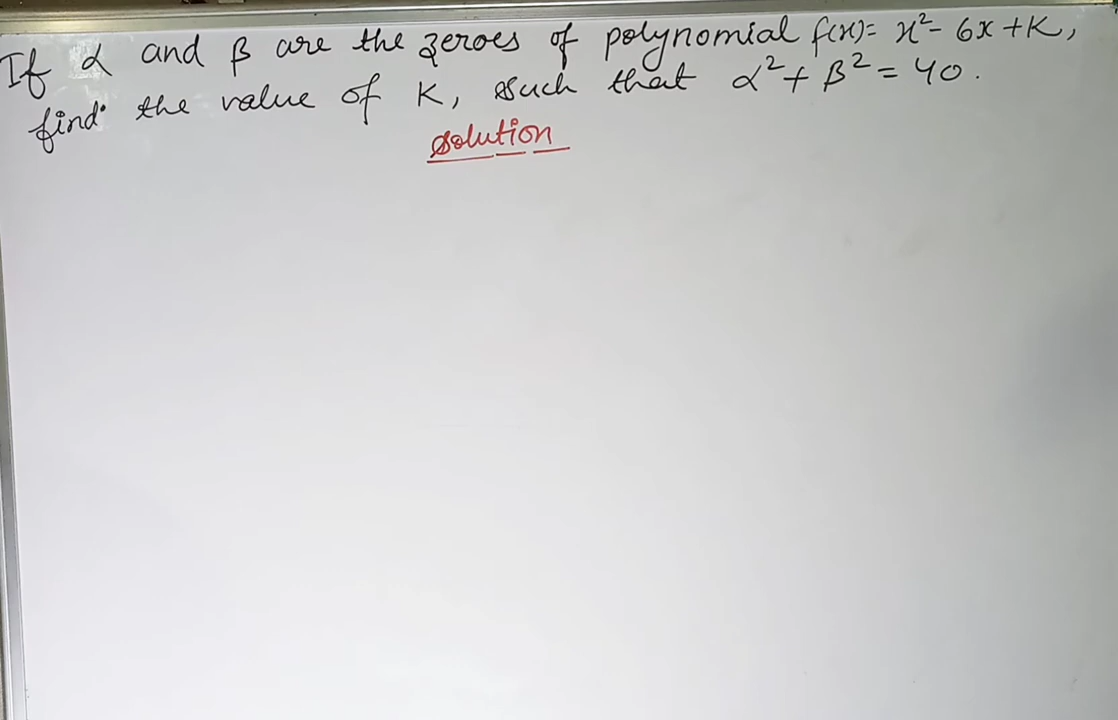 If α and β are the zeroes of polynomial f(x)= x²- 6x +K,
find the value of K, such that α² + β² = 40.
Solution